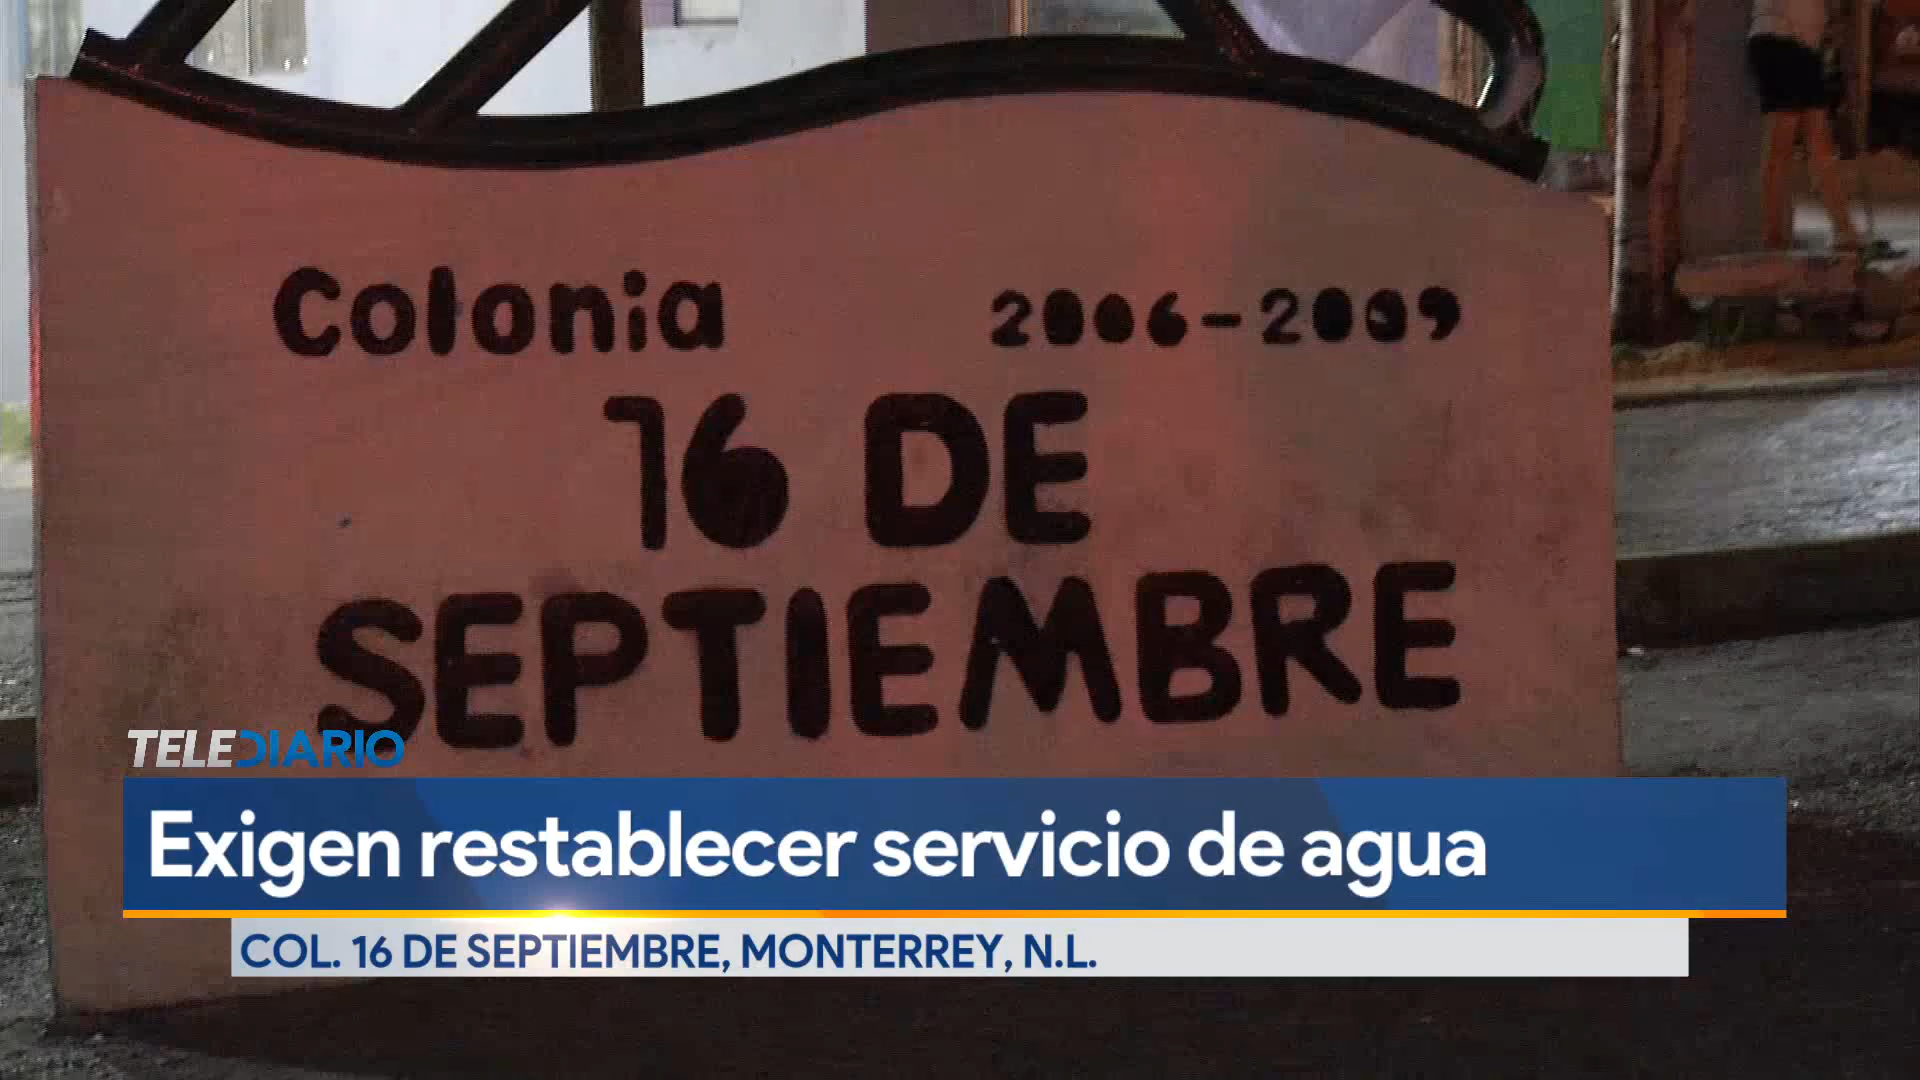 Colonia 2006-2009
16 DE
SEPTIEMBRE
TELEDIARIO
Exigen restablecer servicio de agua
COL. 16 DE SEPTIEMBRE, MONTERREY, N.L.